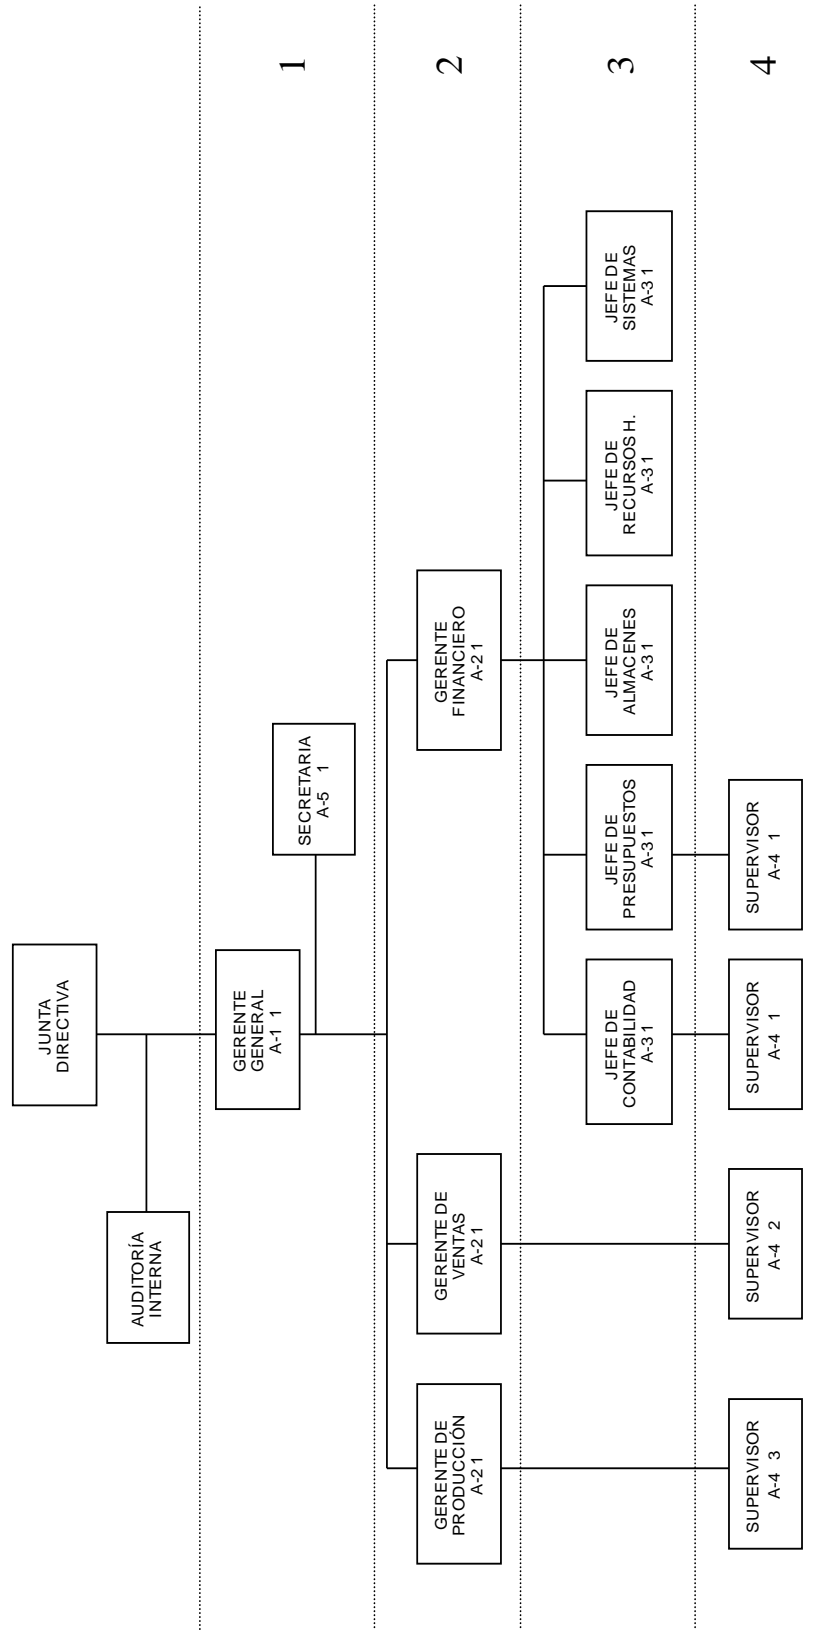 JUNTA
DIRECTIVA
AUDITORÍA
INTERNA
1
GERENTE
GENERAL
A-1 1
SECRETARIA
A-5 1
2
GERENTE DE
PRODUCCIÓN
A-2 1
GERENTE DE
VENTAS
A-2 1
GERENTE
FINANCIERO
A-2 1
3
JEFE DE
CONTABILIDAD
A-3 1
JEFE DE
PRESUPUESTOS
A-3 1
JEFE DE
ALMACENES
A-3 1
JEFE DE
RECURSOS H.
A-3 1
JEFE DE
SISTEMAS
A-3 1
4
SUPERVISOR
A-4 3
SUPERVISOR
A-4 2
SUPERVISOR
A-4 1
SUPERVISOR
A-4 1